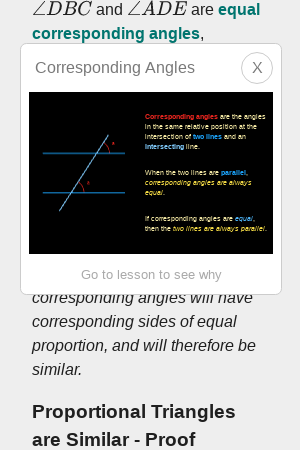 ∠DBC and ∠ADE are equal
corresponding angles,
Corresponding Angles X
Corresponding angles are the angles
in the same relative position at the
intersection of two lines and an
intersecting line.
When the two lines are parallel,
corresponding angles are always
equal.
If corresponding angles are equal,
then the two lines are always parallel.
Go to lesson to see why
corresponding angles will have
corresponding sides of equal
proportion, and will therefore be
similar.
Proportional Triangles
are Similar - Proof